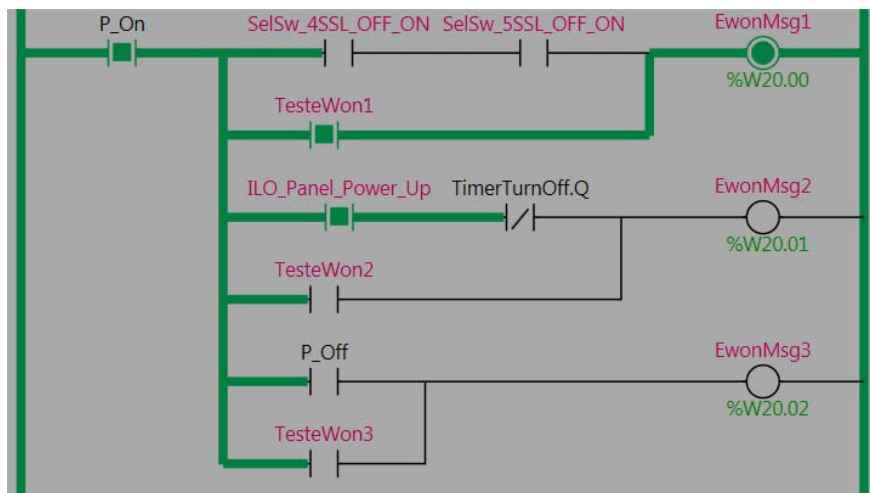 P_On SelSw_4SSL_OFF_ON SelSw_5SSL_OFF_ON EwonMsg1
%W20.00
TesteWon1
ILO_Panel_Power_Up TimerTurnOff.Q EwonMsg2
%W20.01
TesteWon2
P_Off EwonMsg3
%W20.02
TesteWon3